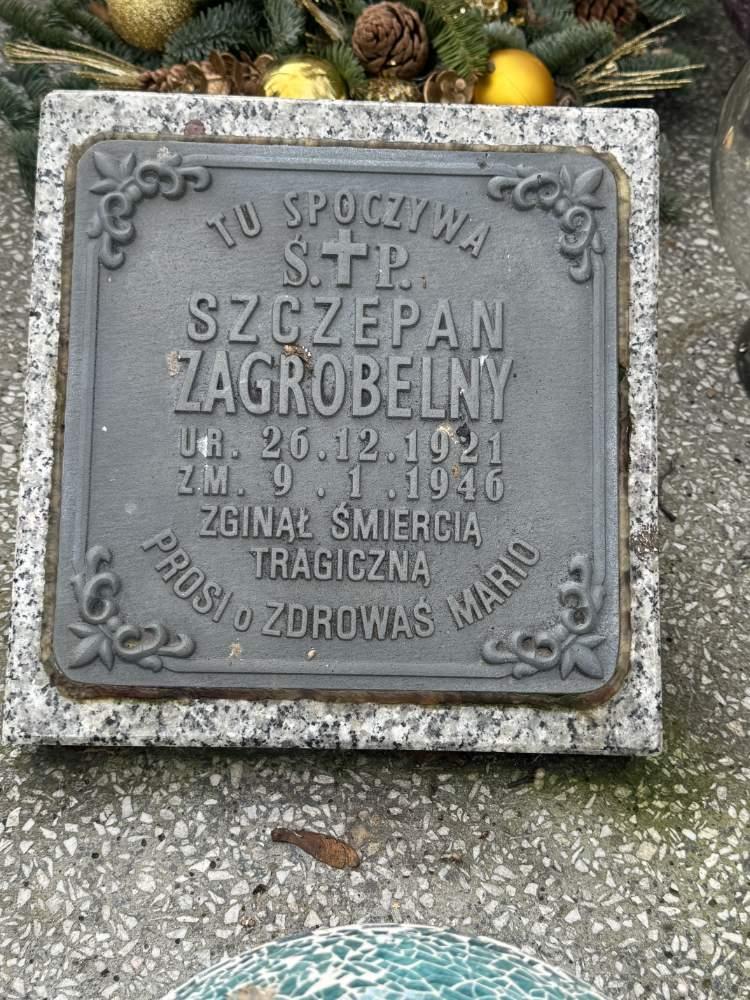 TU SPOCZYWA
Ś.✝P.
SZCZEPAN
ZAGROBELNY
UR. 26.12.1921
ZM. 9.1.1946
ZGINĄŁ ŚMIERCIĄ
TRAGICZNĄ
PROSI o ZDROWAŚ MARIO